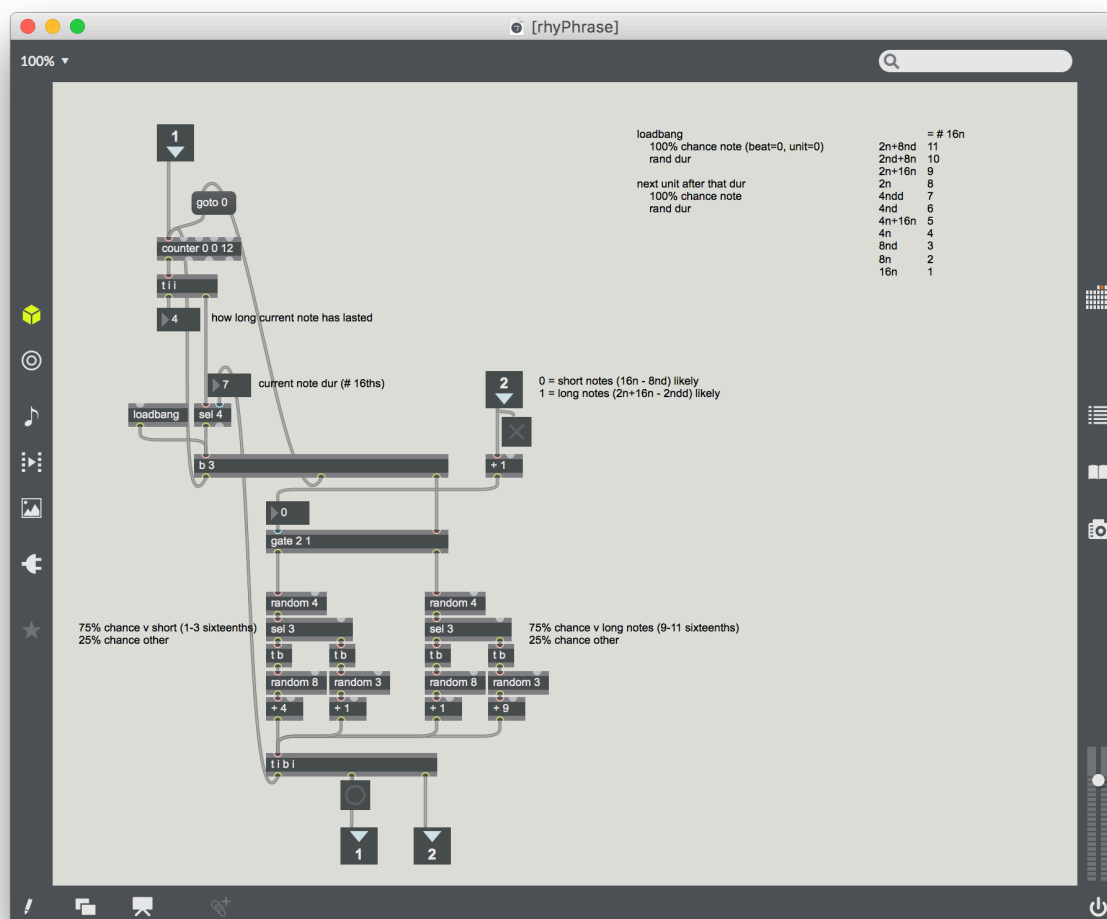 [rhyPhrase]
100%
1
goto 0
counter 0 0 12
t i i
4
how long current note has lasted
7
current note dur (# 16ths)
loadbang
sel 4
2
0 = short notes (16n - 8nd) likely
1 = long notes (2n+16n - 2ndd) likely
b 3
+ 1
0
gate 2 1
random 4
random 4
75% chance v short (1-3 sixteenths)
25% chance other
sel 3
sel 3
75% chance v long notes (9-11 sixteenths)
25% chance other
t b
t b
t b
t b
random 8
random 3
random 8
random 3
+ 4
+ 1
+ 1
+ 9
t i b i
1
2
loadbang
100% chance note (beat=0, unit=0)
rand dur
next unit after that dur
100% chance note
rand dur
= # 16n
2n+8nd 11
2nd+8n 10
2n+16n 9
2n 8
4ndd 7
4nd 6
4n+16n 5
4n 4
8nd 3
8n 2
16n 1